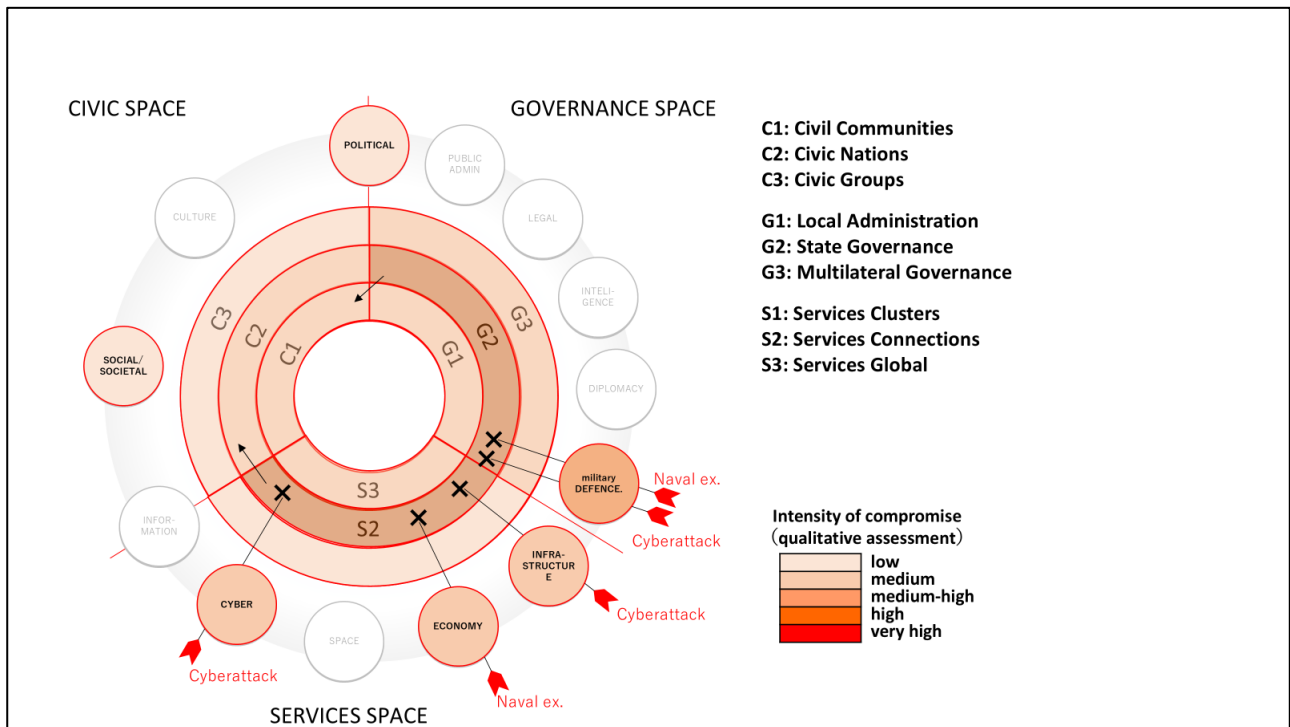 CIVIC SPACE
GOVERNANCE SPACE
POLITICAL
PUBLIC
ADMIN
CULTURE
LEGAL
INTELI-
GENCE
SOCIAL/
SOCIETAL
DIPLOMACY
C3
C2
C1
G1
G2
G3
military
DEFENCE.
Naval ex.
Cyberattack
S3
S2
INFOR-
MATION
INFRA-
STRUCTUR
E
Cyberattack
CYBER
SPACE
ECONOMY
Cyberattack
Naval ex.
SERVICES SPACE
C1: Civil Communities
C2: Civic Nations
C3: Civic Groups
G1: Local Administration
G2: State Governance
G3: Multilateral Governance
S1: Services Clusters
S2: Services Connections
S3: Services Global
Intensity of compromise
(qualitative assessment)
low
medium
medium-high
high
very high